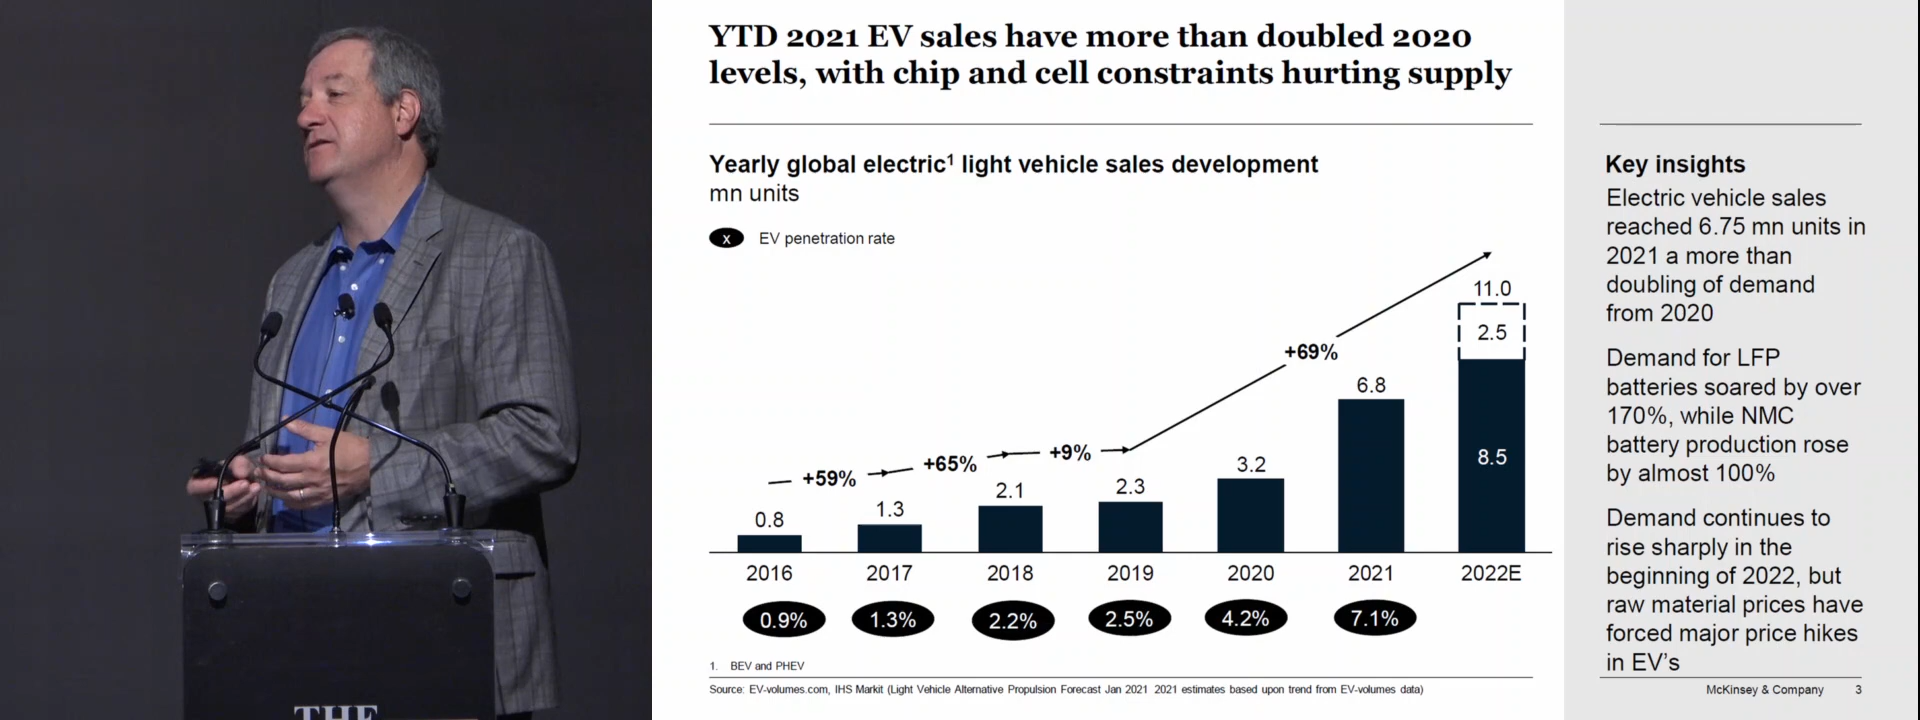 YTD 2021 EV sales have more than doubled 2020
levels, with chip and cell constraints hurting supply
Yearly global electric¹ light vehicle sales development
mn units
x EV penetration rate
+59%
+65%
+9%
+69%
0.8
1.3
2.1
2.3
3.2
6.8
11.0
2.5
8.5
2016 2017 2018 2019 2020 2021 2022E
0.9% 1.3% 2.2% 2.5% 4.2% 7.1%
1. BEV and PHEV
Source: EV-volumes.com, IHS Markit (Light Vehicle Alternative Propulsion Forecast Jan 2021 2021 estimates based upon trend from EV-volumes data)
Key insights
Electric vehicle sales
reached 6.75 mn units in
2021 a more than
doubling of demand
from 2020
Demand for LFP
batteries soared by over
170%, while NMC
battery production rose
by almost 100%
Demand continues to
rise sharply in the
beginning of 2022, but
raw material prices have
forced major price hikes
in EV's
McKinsey & Company 3
THE